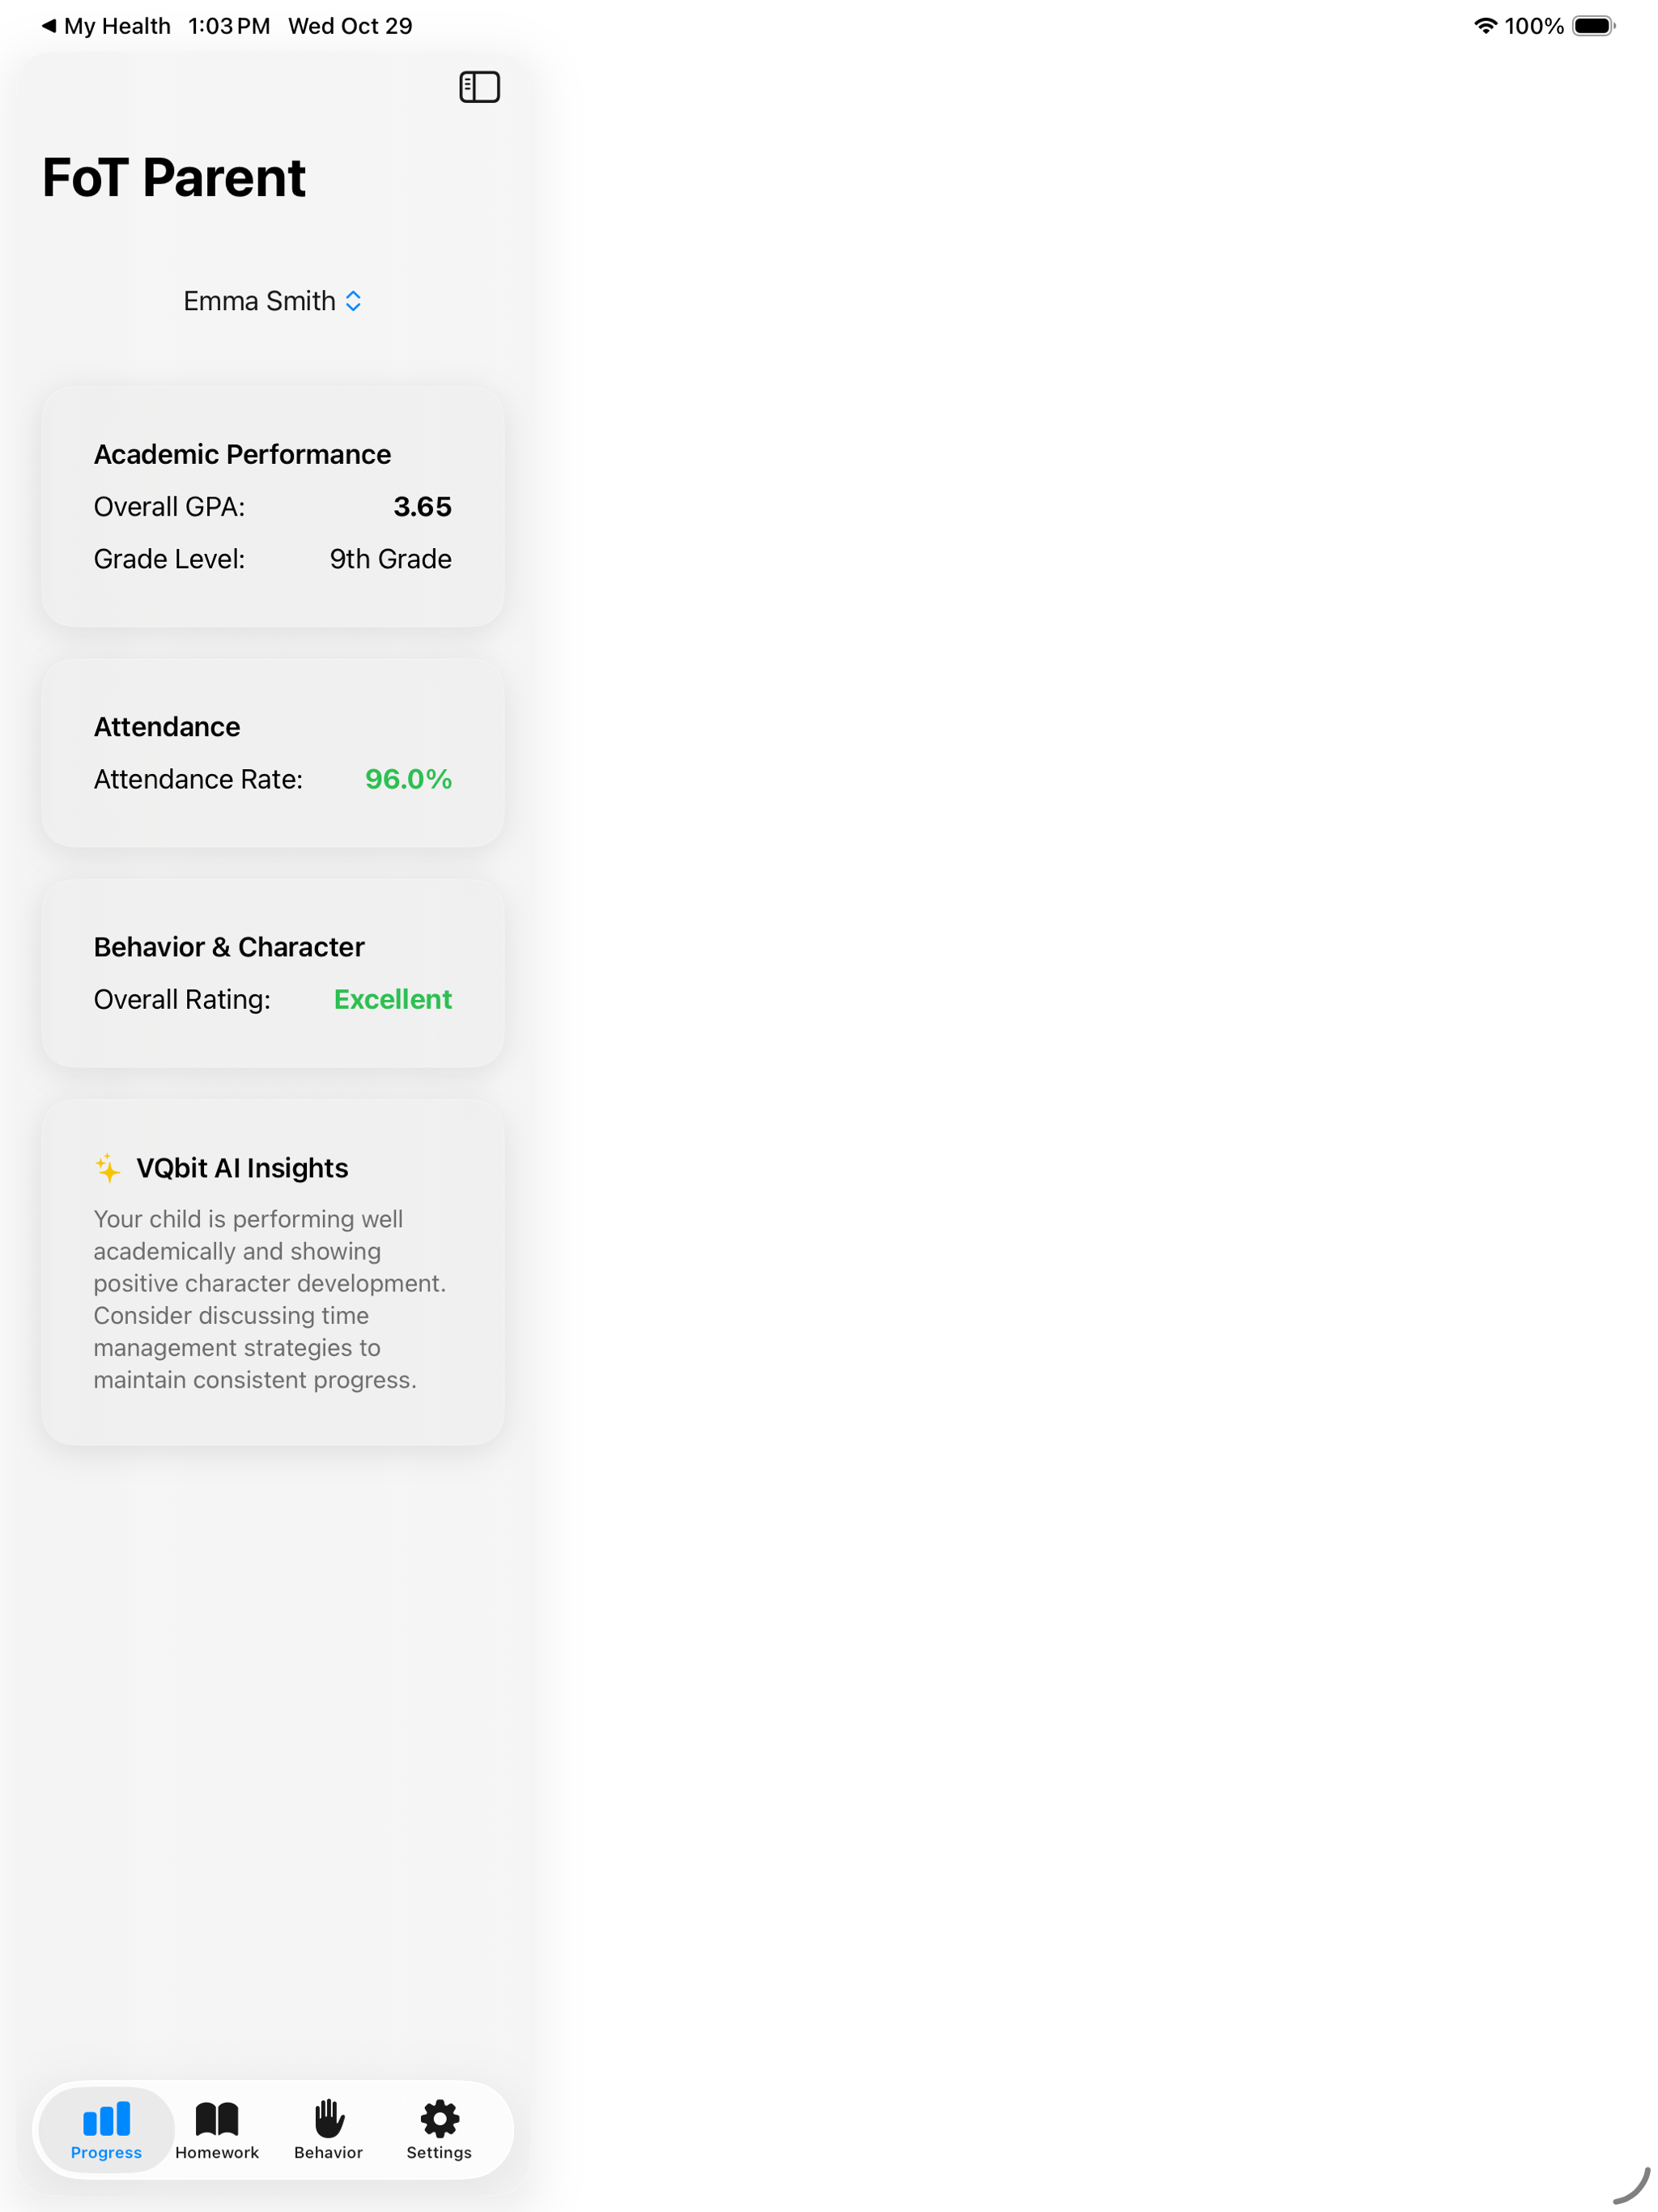 My Health 1:03 PM Wed Oct 29 100%
FoT Parent
Emma Smith
Academic Performance
Overall GPA: 3.65
Grade Level: 9th Grade
Attendance
Attendance Rate: 96.0%
Behavior & Character
Overall Rating: Excellent
VQbit AI Insights
Your child is performing well
academically and showing
positive character development.
Consider discussing time
management strategies to
maintain consistent progress.
Progress Homework Behavior Settings